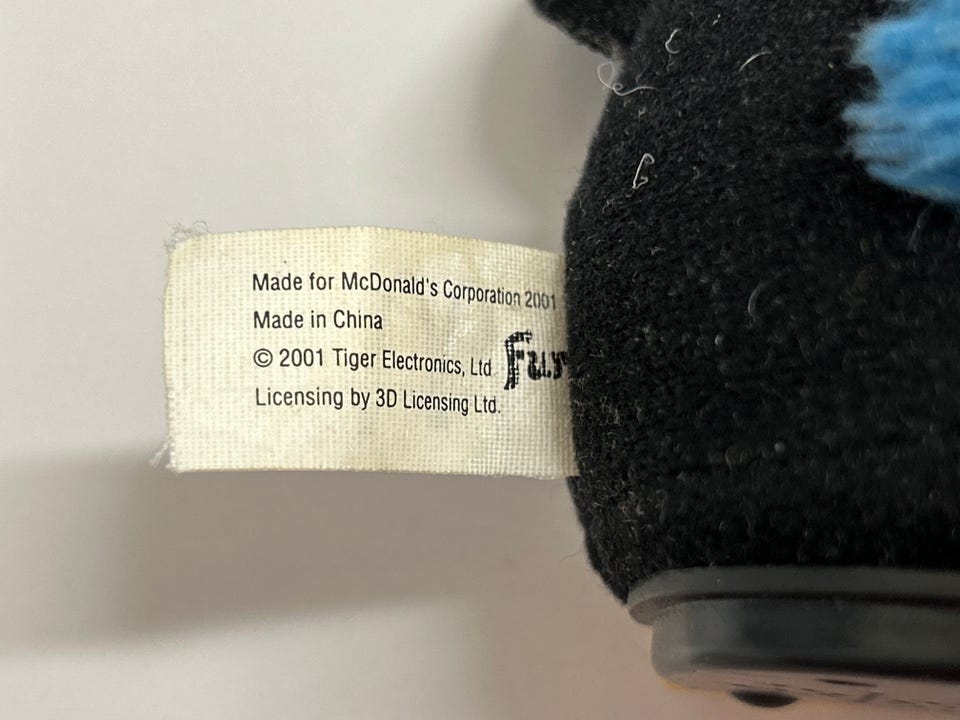 Made for McDonald's Corporation 2001
Made in China
© 2001 Tiger Electronics, Ltd
Licensing by 3D Licensing Ltd.